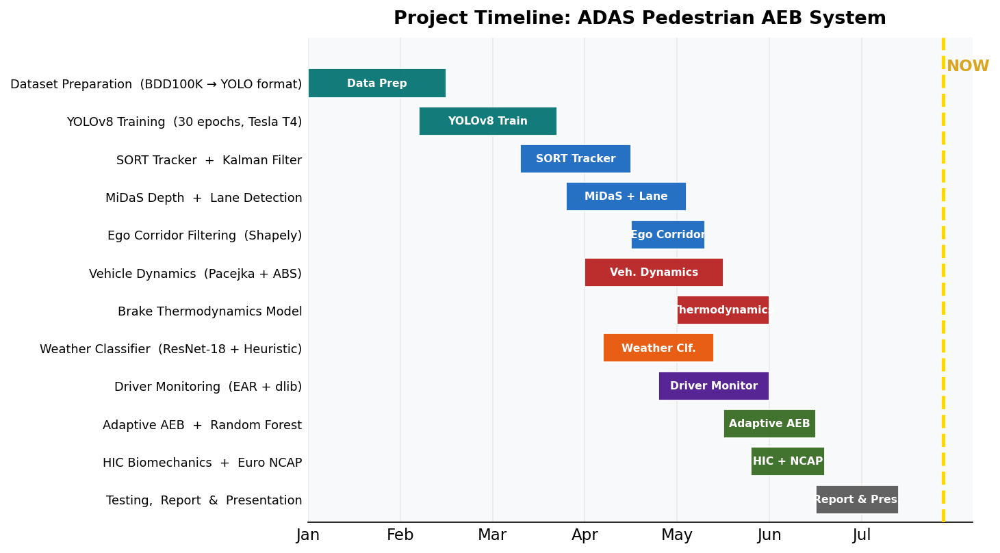 Project Timeline: ADAS Pedestrian AEB System
NOW
Dataset Preparation  (BDD100K → YOLO format)
Data Prep
YOLOv8 Training  (30 epochs, Tesla T4)
YOLOv8 Train
SORT Tracker  +  Kalman Filter
SORT Tracker
MiDaS Depth  +  Lane Detection
MiDaS + Lane
Ego Corridor Filtering  (Shapely)
Ego Corridor
Vehicle Dynamics  (Pacejka + ABS)
Veh. Dynamics
Brake Thermodynamics Model
Thermodynamics
Weather Classifier  (ResNet-18 + Heuristic)
Weather Clf.
Driver Monitoring  (EAR + dlib)
Driver Monitor
Adaptive AEB  +  Random Forest
Adaptive AEB
HIC Biomechanics  +  Euro NCAP
HIC + NCAP
Testing,  Report  &  Presentation
Report & Pres
Jan Feb Mar Apr May Jun Jul